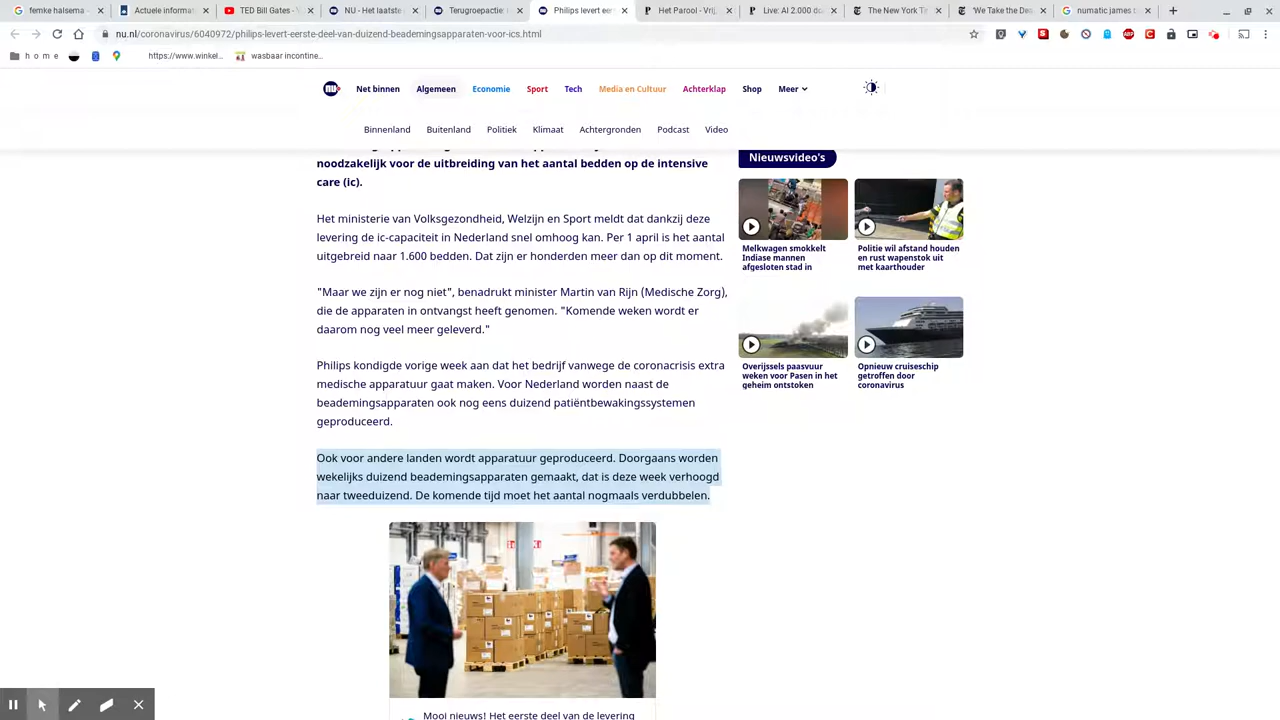 femke halsema -
Actuele informat
TED Bill Gates - Y
NU - Het laatste
Terugroepactie!
Philips levert eer
Het Parool - Vrij,
Live: Al 2.000 do
The New York Ti
'We Take the De
numatic james t
nu.nl/coronavirus/6040972/philips-levert-eerste-deel-van-duizend-beademingsapparaten-voor-ics.html
h o m e
https://www.winkel...
wasbaar incontine...
nu
Net binnen
Algemeen
Economie
Sport
Tech
Media en Cultuur
Achterklap
Shop
Meer
Binnenland
Buitenland
Politiek
Klimaat
Achtergronden
Podcast
Video
noodzakelijk voor de uitbreiding van het aantal bedden op de intensive
care (ic).
Het ministerie van Volksgezondheid, Welzijn en Sport meldt dat dankzij deze
levering de ic-capaciteit in Nederland snel omhoog kan. Per 1 april is het aantal
uitgebreid naar 1.600 bedden. Dat zijn er honderden meer dan op dit moment.
"Maar we zijn er nog niet", benadrukt minister Martin van Rijn (Medische Zorg),
die de apparaten in ontvangst heeft genomen. "Komende weken wordt er
daarom nog veel meer geleverd."
Philips kondigde vorige week aan dat het bedrijf vanwege de coronacrisis extra
medische apparatuur gaat maken. Voor Nederland worden naast de
beademingsapparaten ook nog eens duizend patiëntbewakingssystemen
geproduceerd.
Ook voor andere landen wordt apparatuur geproduceerd. Doorgaans worden
wekelijks duizend beademingsapparaten gemaakt, dat is deze week verhoogd
naar tweeduizend. De komende tijd moet het aantal nogmaals verdubbelen.
Mooi nieuws! Het eerste deel van de levering
Nieuwsvideo's
Melkwagen smokkelt
Indiase mannen
afgesloten stad in
Politie wil afstand houden
en rust wapenstok uit
met kaarthouder
Overijssels paasvuur
weken voor Pasen in het
geheim ontstoken
Opnieuw cruiseschip
getroffen door
coronavirus